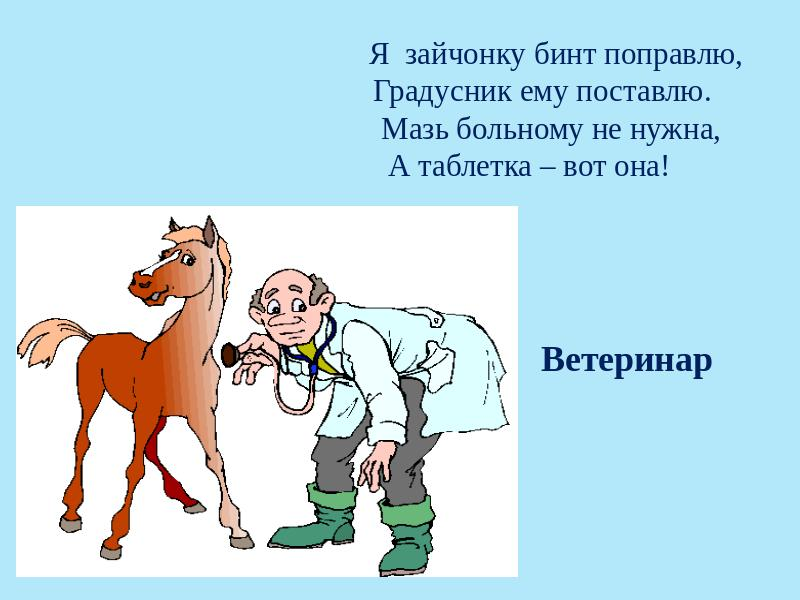 Я зайчонку бинт поправлю,
Градусник ему поставлю.
Мазь больному не нужна,
А таблетка – вот она!
Ветеринар